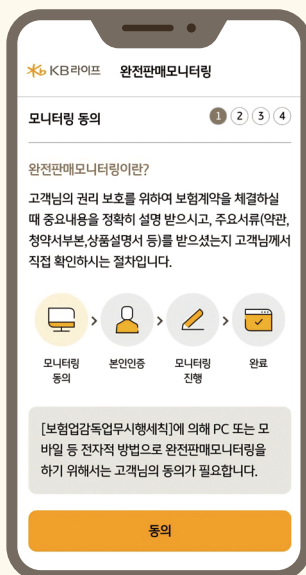 KB라이프 완전판매모니터링
모니터링 동의 1 2 3 4
완전판매모니터링이란?
고객님의 권리 보호를 위하여 보험계약을 체결하실
때 중요내용을 정확히 설명 받으시고, 주요서류(약관,
청약서부본,상품설명서 등)를 받으셨는지 고객님께서
직접 확인하시는 절차입니다.
모니터링 동의
본인인증
모니터링 진행
완료
[보험업감독업무시행세칙]에 의해 PC 또는 모
바일 등 전자적 방법으로 완전판매모니터링을
하기 위해서는 고객님의 동의가 필요합니다.
동의